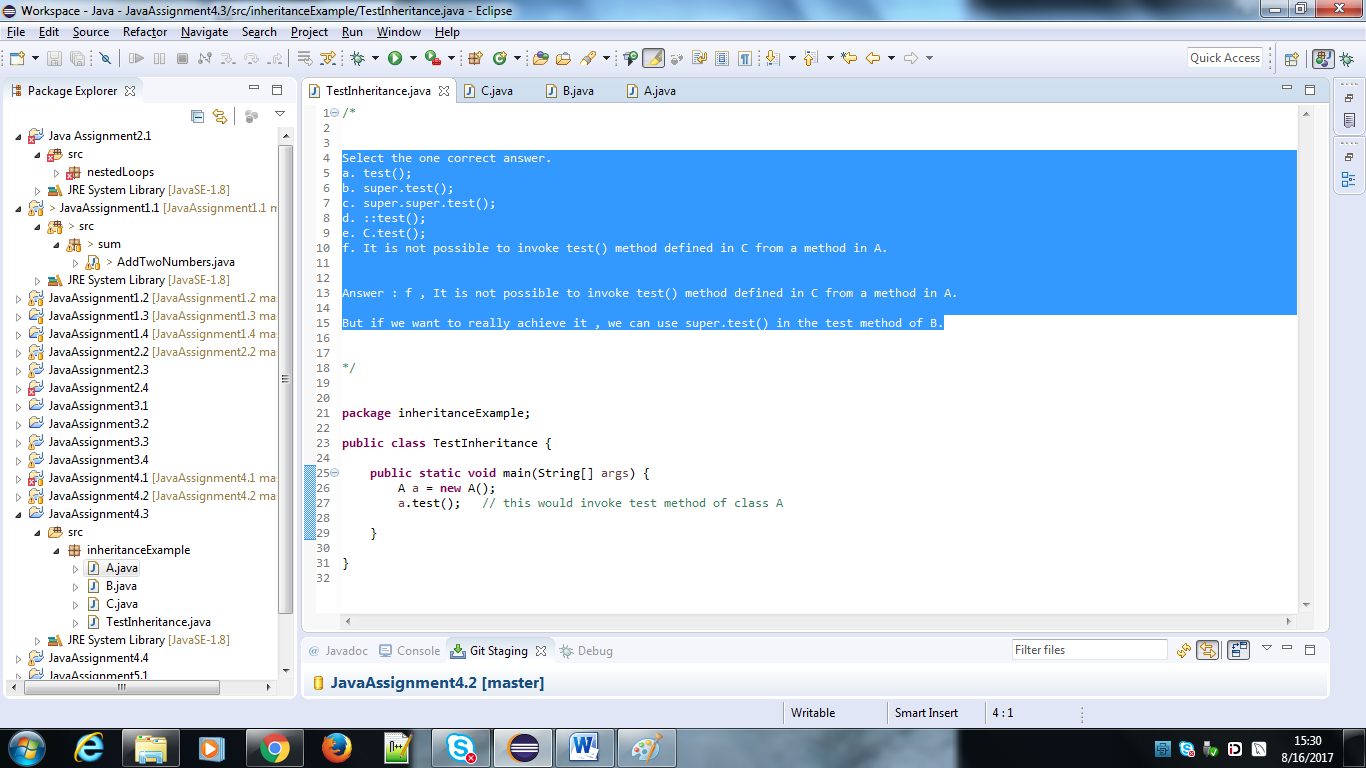 Workspace - Java - JavaAssignment4.3/src/inheritanceExample/TestInheritance.java - Eclipse
File Edit Source Refactor Navigate Search Project Run Window Help
Quick Access
Package Explorer
Java Assignment2.1
src
nestedLoops
JRE System Library [JavaSE-1.8]
> JavaAssignment1.1 [JavaAssignment1.1 m
> src
> sum
> AddTwoNumbers.java
JRE System Library [JavaSE-1.8]
JavaAssignment1.2 [JavaAssignment1.2 mas
JavaAssignment1.3 [JavaAssignment1.3 mas
JavaAssignment1.4 [JavaAssignment1.4 mas
JavaAssignment2.2 [JavaAssignment2.2 mas
JavaAssignment2.3
JavaAssignment2.4
JavaAssignment3.1
JavaAssignment3.2
JavaAssignment3.3
JavaAssignment3.4
JavaAssignment4.1 [JavaAssignment4.1 mas
JavaAssignment4.2 [JavaAssignment4.2 mas
JavaAssignment4.3
src
inheritanceExample
A.java
B.java
C.java
TestInheritance.java
JRE System Library [JavaSE-1.8]
JavaAssignment4.4
JavaAssignment5.1
TestInheritance.java C.java B.java A.java
1 /*
2
3
4 Select the one correct answer.
5 a. test();
6 b. super.test();
7 c. super.super.test();
8 d. ::test();
9 e. C.test();
10 f. It is not possible to invoke test() method defined in C from a method in A.
11
12
13 Answer : f , It is not possible to invoke test() method defined in C from a method in A.
14
15 But if we want to really achieve it , we can use super.test() in the test method of B.
16
17
18 */
19
20
21 package inheritanceExample;
22
23 public class TestInheritance {
24
25 public static void main(String[] args) {
26 A a = new A();
27 a.test(); // this would invoke test method of class A
28
29 }
30
31 }
32
@ Javadoc Console Git Staging Debug
Filter files
JavaAssignment4.2 [master]
Writable Smart Insert 4 : 1
15:30
8/16/2017